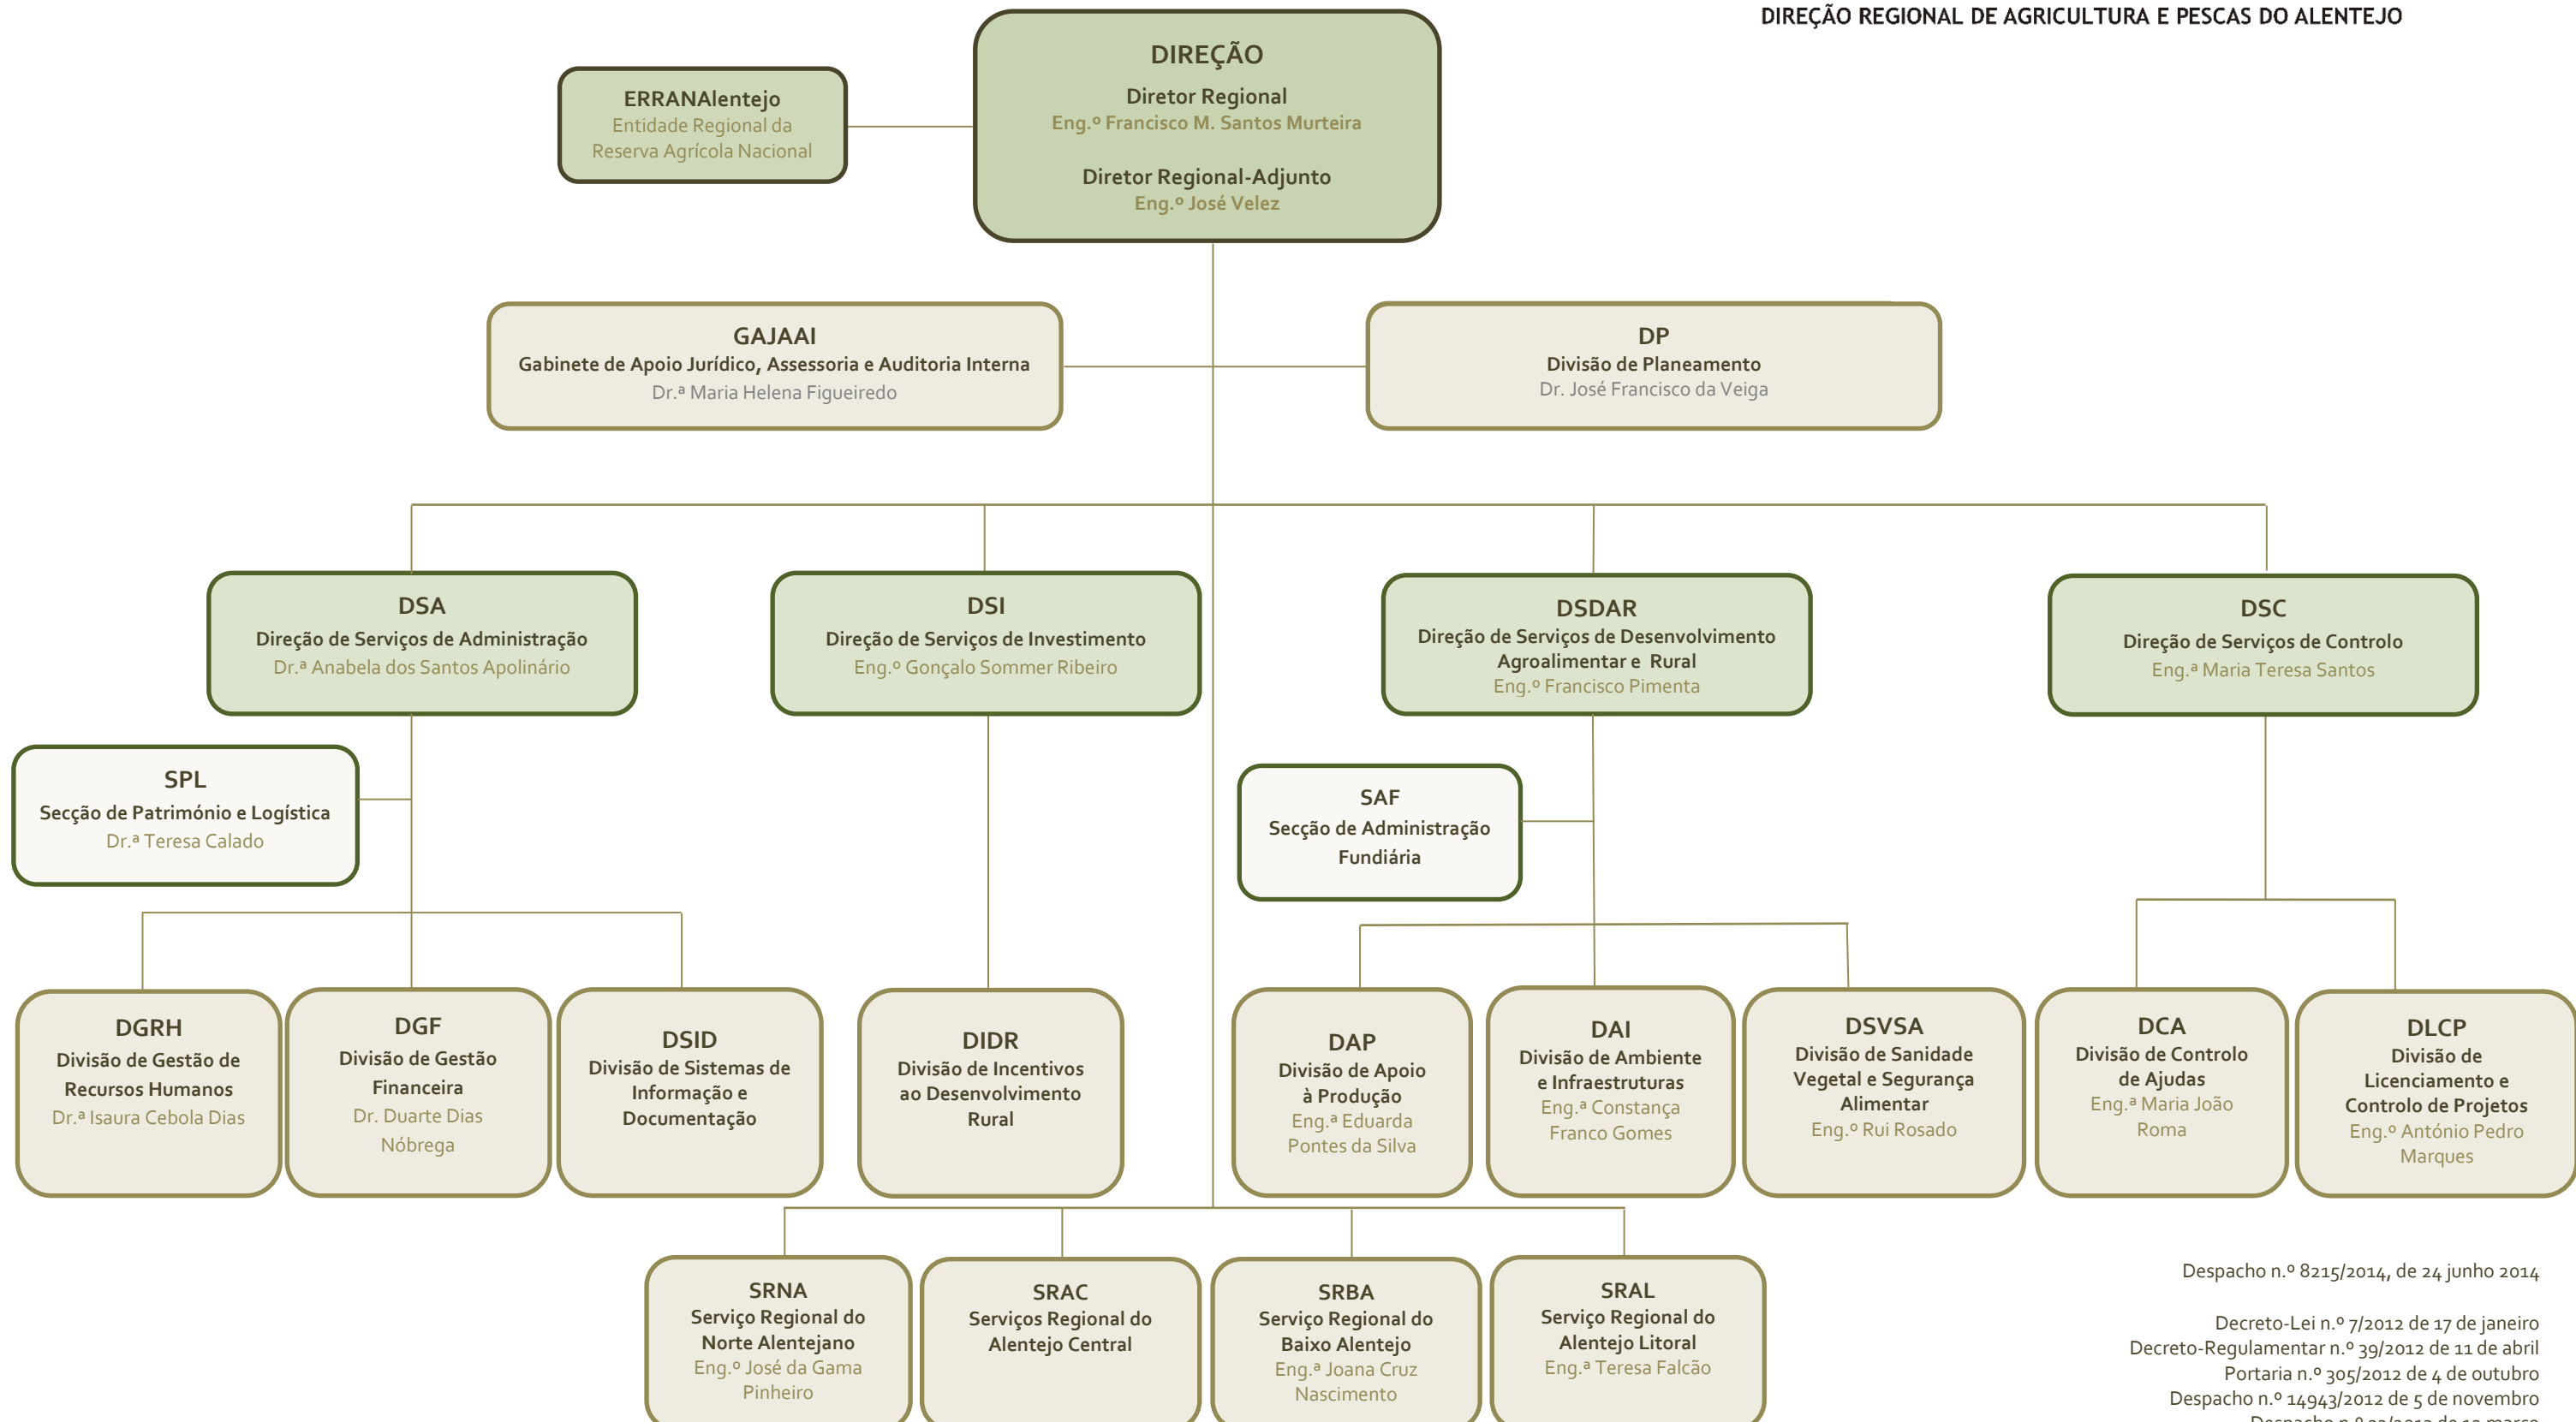 DIREÇÃO REGIONAL DE AGRICULTURA E PESCAS DO ALENTEJO
DIREÇÃO
Diretor Regional
Eng.º Francisco M. Santos Murteira
Diretor Regional-Adjunto
Eng.º José Velez
ERRANAlentejo
Entidade Regional da
Reserva Agrícola Nacional
GAJAAI
Gabinete de Apoio Jurídico, Assessoria e Auditoria Interna
Dr.ª Maria Helena Figueiredo
DP
Divisão de Planeamento
Dr. José Francisco da Veiga
DSA
Direção de Serviços de Administração
Dr.ª Anabela dos Santos Apolinário
DSI
Direção de Serviços de Investimento
Eng.º Gonçalo Sommer Ribeiro
DSDAR
Direção de Serviços de Desenvolvimento
Agroalimentar e Rural
Eng.º Francisco Pimenta
DSC
Direção de Serviços de Controlo
Eng.ª Maria Teresa Santos
SPL
Secção de Património e Logística
Dr.ª Teresa Calado
SAF
Secção de Administração
Fundiária
DGRH
Divisão de Gestão de
Recursos Humanos
Dr.ª Isaura Cebola Dias
DGF
Divisão de Gestão
Financeira
Dr. Duarte Dias
Nóbrega
DSID
Divisão de Sistemas de
Informação e
Documentação
DIDR
Divisão de Incentivos
ao Desenvolvimento
Rural
DAP
Divisão de Apoio
à Produção
Eng.ª Eduarda
Pontes da Silva
DAI
Divisão de Ambiente
e Infraestruturas
Eng.ª Constança
Franco Gomes
DSVSA
Divisão de Sanidade
Vegetal e Segurança
Alimentar
Eng.º Rui Rosado
DCA
Divisão de Controlo
de Ajudas
Eng.ª Maria João
Roma
DLCP
Divisão de
Licenciamento e
Controlo de Projetos
Eng.º António Pedro
Marques
SRNA
Serviço Regional do
Norte Alentejano
Eng.º José da Gama
Pinheiro
SRAC
Serviços Regional do
Alentejo Central
SRBA
Serviço Regional do
Baixo Alentejo
Eng.ª Joana Cruz
Nascimento
SRAL
Serviço Regional do
Alentejo Litoral
Eng.ª Teresa Falcão
Despacho n.º 8215/2014, de 24 junho 2014
Decreto-Lei n.º 7/2012 de 17 de janeiro
Decreto-Regulamentar n.º 39/2012 de 11 de abril
Portaria n.º 305/2012 de 4 de outubro
Despacho n.º 14943/2012 de 5 de novembro